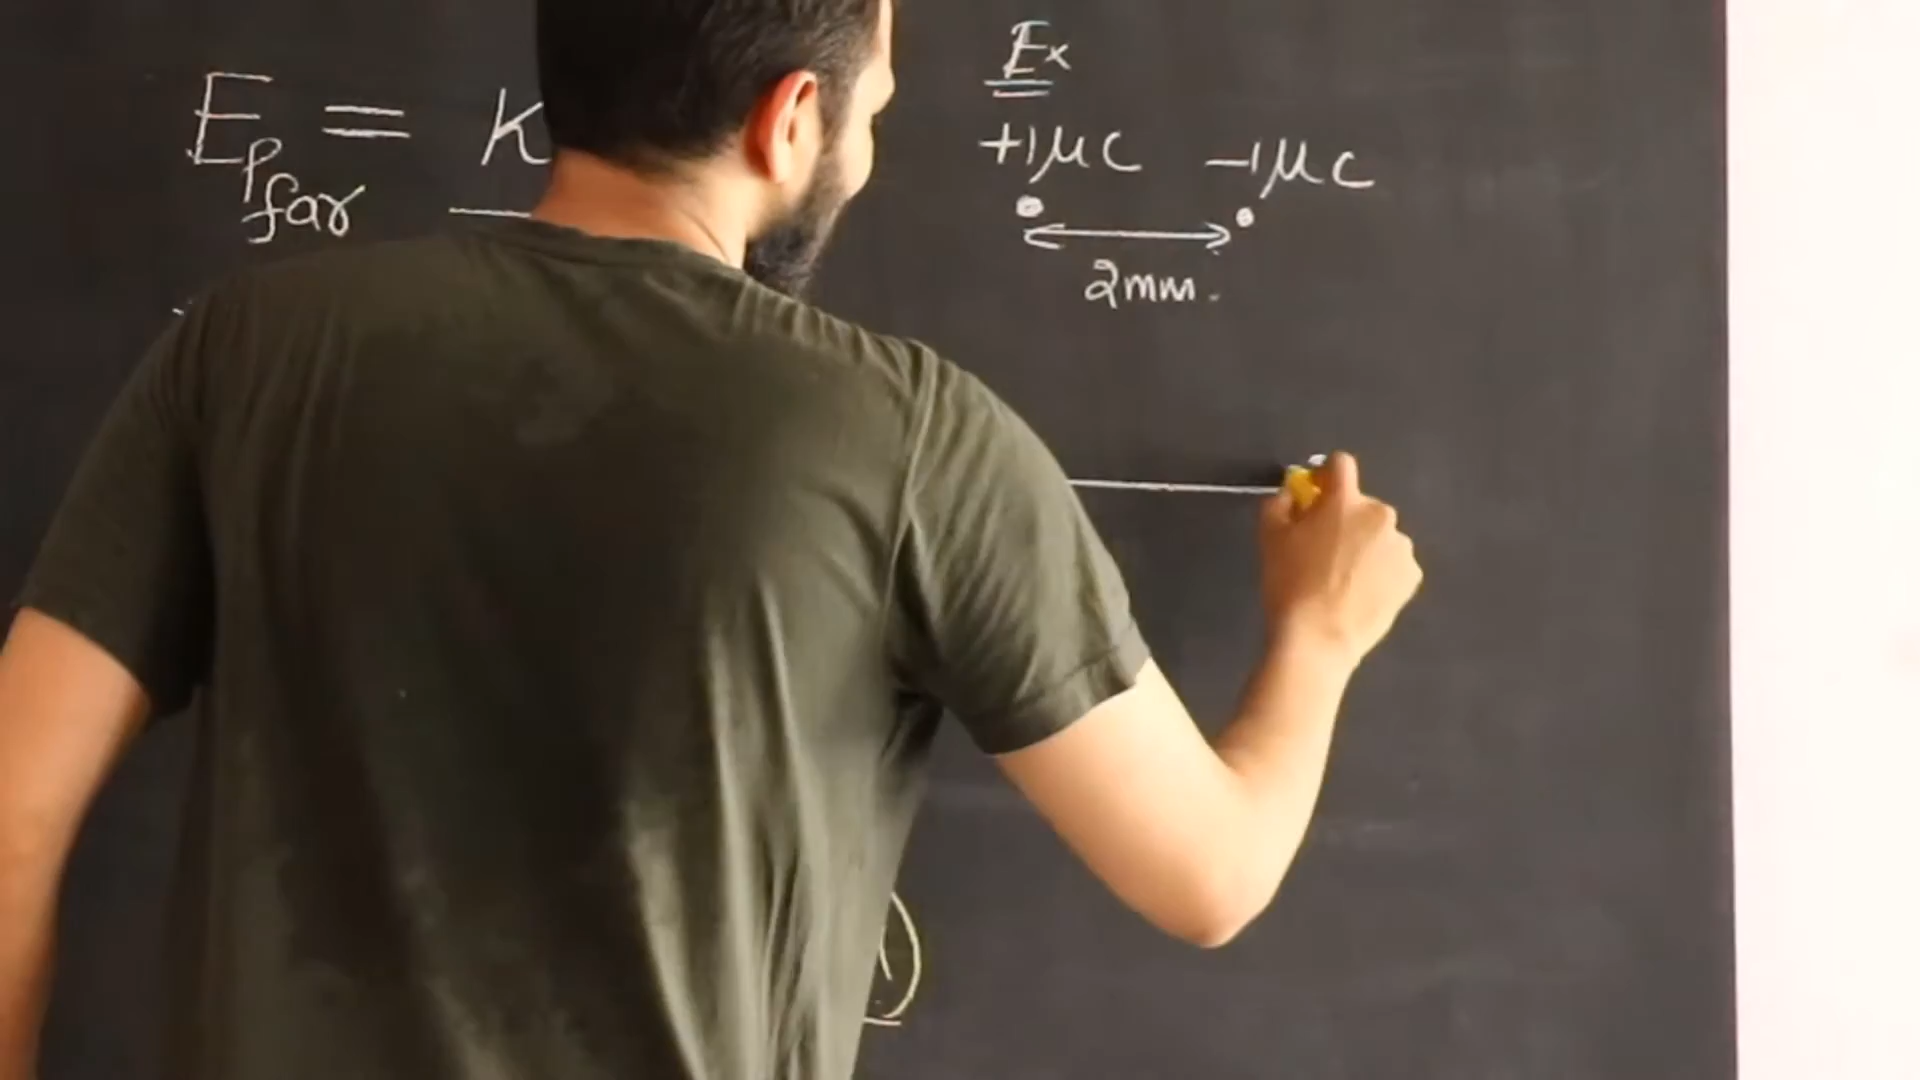 E_p far = K
Ex
+1μC -1μC
2mm.